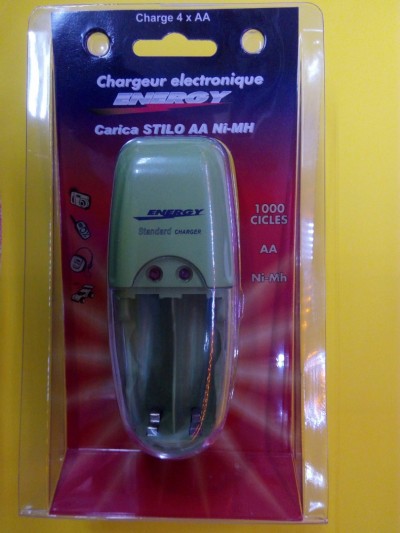 Charge 4 x AA
Chargeur electronique
ENERGY
Carica STILO AA Ni-MH
ENERGY
Standard CHARGER
1000
CICLES
AA
Ni-Mh